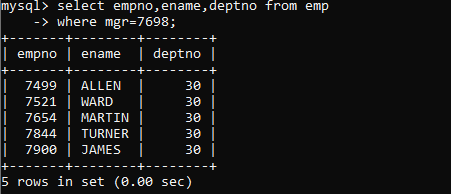 mysql> select empno,ename,deptno from emp
    -> where mgr=7698;
+-------+--------+--------+
| empno | ename  | deptno |
+-------+--------+--------+
|  7499 | ALLEN  |     30 |
|  7521 | WARD   |     30 |
|  7654 | MARTIN |     30 |
|  7844 | TURNER |     30 |
|  7900 | JAMES  |     30 |
+-------+--------+--------+
5 rows in set (0.00 sec)